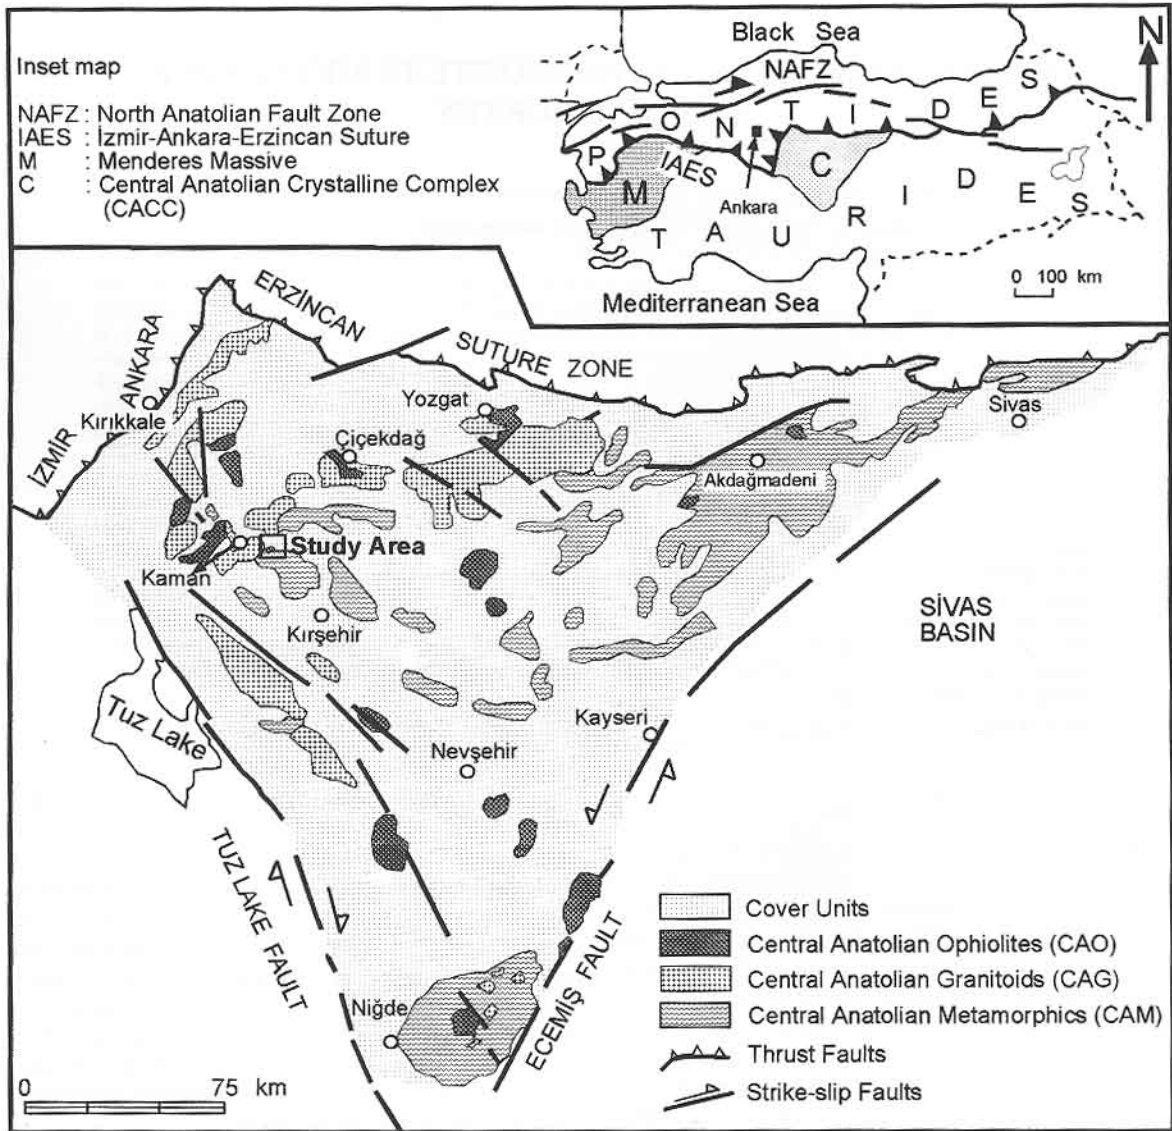 Inset map
NAFZ : North Anatolian Fault Zone
IAES : İzmir-Ankara-Erzincan Suture
M : Menderes Massive
C : Central Anatolian Crystalline Complex
(CACC)
Black Sea
N
NAFZ
P O N T I D E S
IAES
M
C
Ankara
T A U R I D E S
0 100 km
Mediterranean Sea
İZMİR ANKARA ERZİNCAN SUTURE ZONE
Kırıkkale
Yozgat
Çiçekdağ
Sivas
Akdağmadeni
Study Area
Kaman
Kırşehir
SİVAS
BASIN
Tuz Lake
Kayseri
Nevşehir
TUZ LAKE FAULT
ECEMİŞ FAULT
Niğde
Cover Units
Central Anatolian Ophiolites (CAO)
Central Anatolian Granitoids (CAG)
Central Anatolian Metamorphics (CAM)
Thrust Faults
Strike-slip Faults
0 75 km